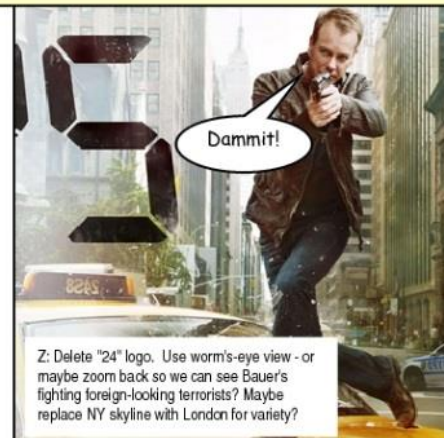 5
Dammit!
Z: Delete "24" logo. Use worm's-eye view - or
maybe zoom back so we can see Bauer's
fighting foreign-looking terrorists? Maybe
replace NY skyline with London for variety?